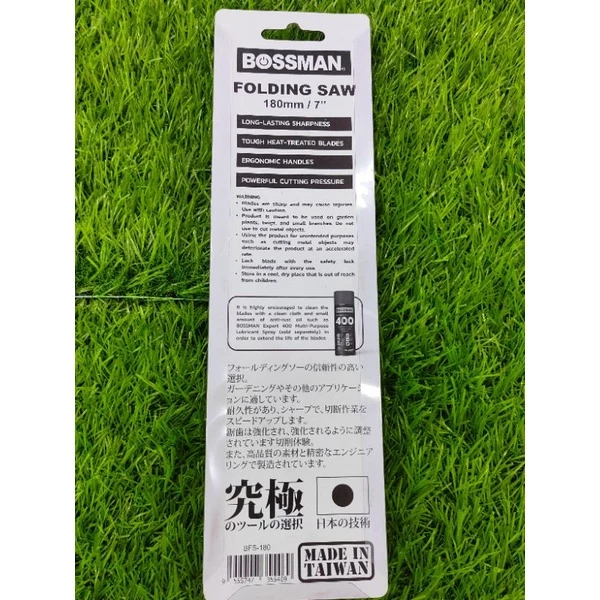 BOSSMAN
FOLDING SAW
180mm / 7"
LONG-LASTING SHARPNESS
TOUGH HEAT-TREATED BLADES
ERGONOMIC HANDLES
POWERFUL CUTTING PRESSURE
WARNING
• Blades are sharp and may cause injuries.
Use with caution.
• Product is meant to be used on garden
plants, twigs, and small branches. Do not
use to cut metal objects.
• Using the product for unintended purposes
such as cutting metal objects may
deteriorate the product at an accelerated
rate.
• Lock blade with the safety lock
immediately after every use
• Store in a cool, dry place that is out of reach
from children.
It is highly encouraged to clean the
blades with a clean cloth and small
amount of anti-rust oil such as
BOSSMAN Expert 400 Multi-Purpose
Lubricant Spray (sold separately) in
order to extend the life of the blades.
BOSSMAN
400
フォールディングソーの信頼性の高い
選択。
ガーデニングやその他のアプリケーシ
ョンに適しています。
耐久性があり、シャープで、切断作業を
スピードアップします。
鋸歯は強化され、強化されるように調整
されています切削体験。
また、高品質の素材と精密なエンジニア
リングで製造されています。
究極
のツールの選択
日本の技術
BFS-180
MADE IN
TAIWAN